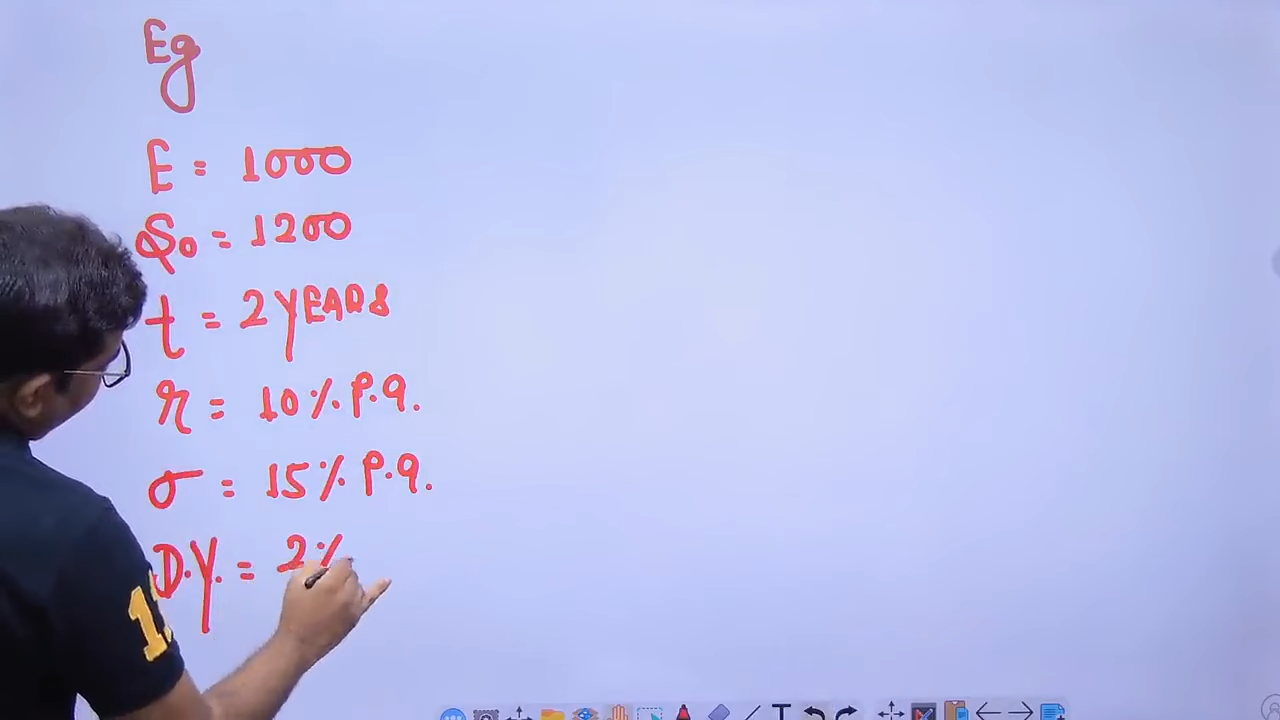 Eg
E = 1000
S₀ = 1200
t = 2 YEARS
r = 10% P.a.
σ = 15% P.a.
D.Y. = 2%